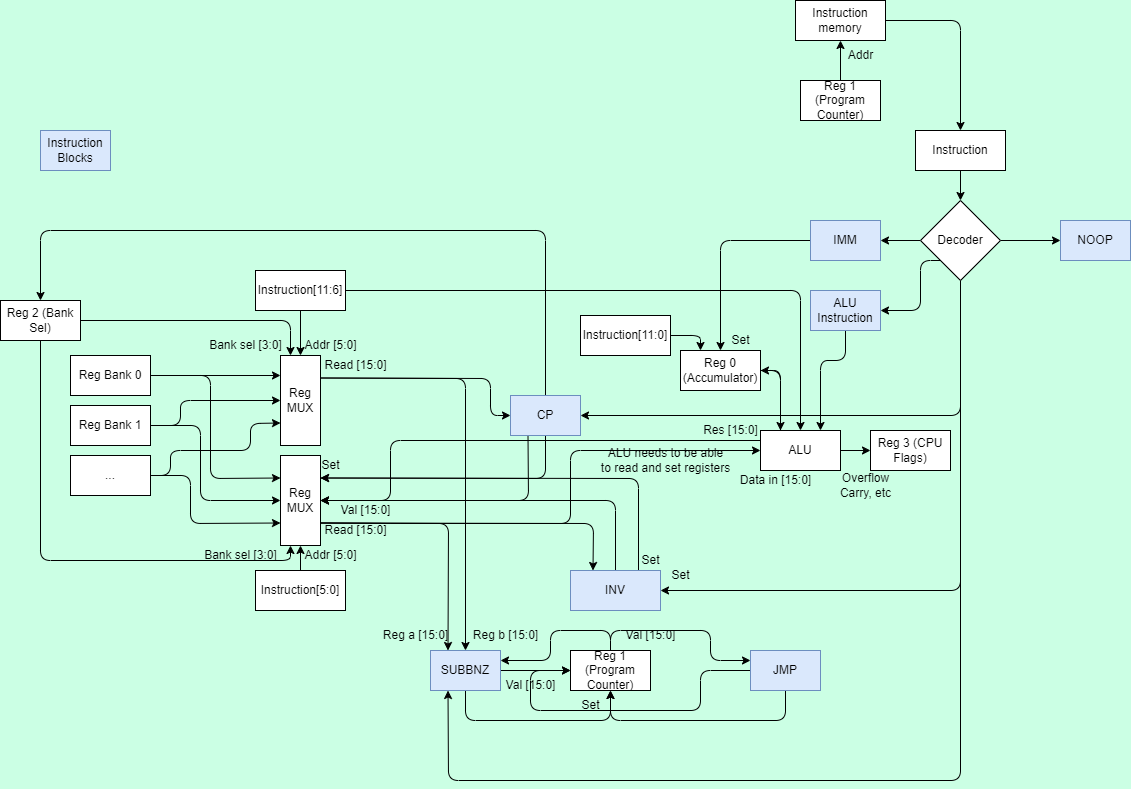 Instruction
memory
Addr
Reg 1
(Program
Counter)
Instruction
Blocks
Instruction
Decoder
IMM
NOOP
Instruction[11:6]
ALU
Instruction
Reg 2 (Bank
Sel)
Bank sel [3:0]
Addr [5:0]
Instruction[11:0]
Set
Reg 0
(Accumulator)
Read [15:0]
Reg Bank 0
Reg
MUX
CP
Reg Bank 1
Res [15:0]
ALU
Reg 3 (CPU
Flags)
ALU needs to be able
to read and set registers
Data in [15:0]
Overflow
Carry, etc
...
Set
Reg
MUX
Val [15:0]
Read [15:0]
Bank sel [3:0]
Addr [5:0]
Set
Set
Instruction[5:0]
INV
Reg a [15:0]
Reg b [15:0]
Val [15:0]
SUBBNZ
Reg 1
(Program
Counter)
JMP
Val [15:0]
Set